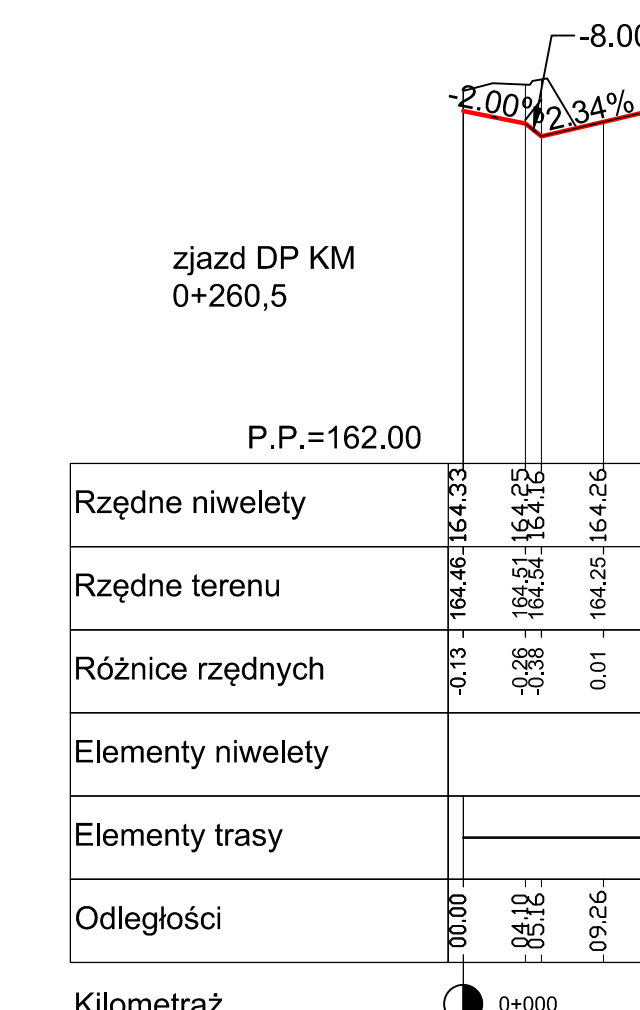 -8.00
-2.00%
2.34%
zjazd DP KM
0+260,5
P.P.=162.00
Rzędne niwelety 164.33 164.25 164.16 164.26
Rzędne terenu 164.46 164.51 164.54 164.25
Różnice rzędnych -0.13 -0.26 -0.38 0.01
Elementy niwelety
Elementy trasy
Odległości 00.00 04.10 05.16 09.26
Kilometraż 0+000